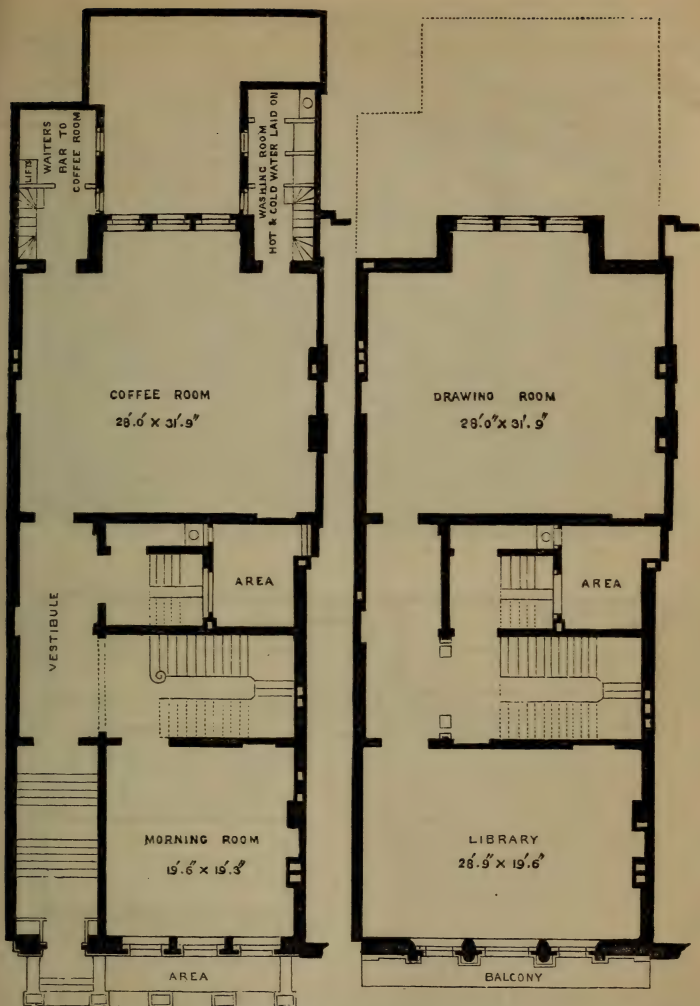 LIFTS
WAITERS
BAR TO
COFFEE ROOM
WASHING ROOM
HOT & COLD WATER LAID ON
COFFEE ROOM
28'.0" X 31'.9"
AREA
VESTIBULE
MORNING ROOM
19'.6" X 19'.3"
AREA
DRAWING ROOM
28'.0" X 31'.9"
AREA
LIBRARY
28'.9" X 19'.6"
BALCONY